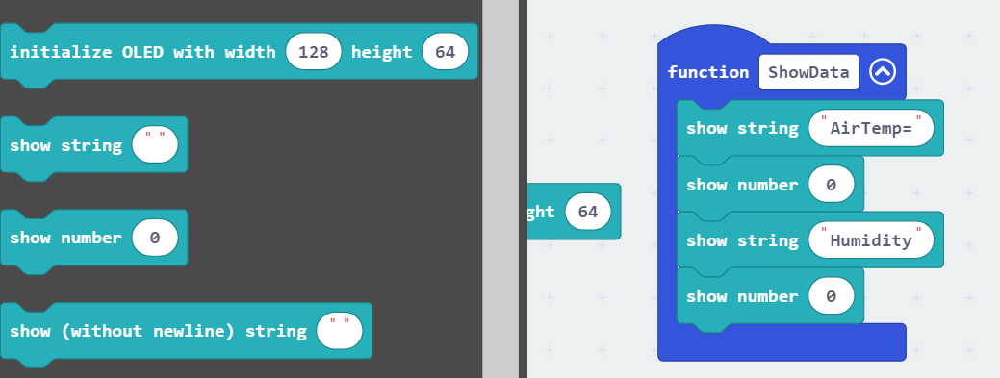 initialize OLED with width 128 height 64
show string " "
show number 0
show (without newline) string " "
ght 64
function ShowData
show string "AirTemp="
show number 0
show string "Humidity"
show number 0